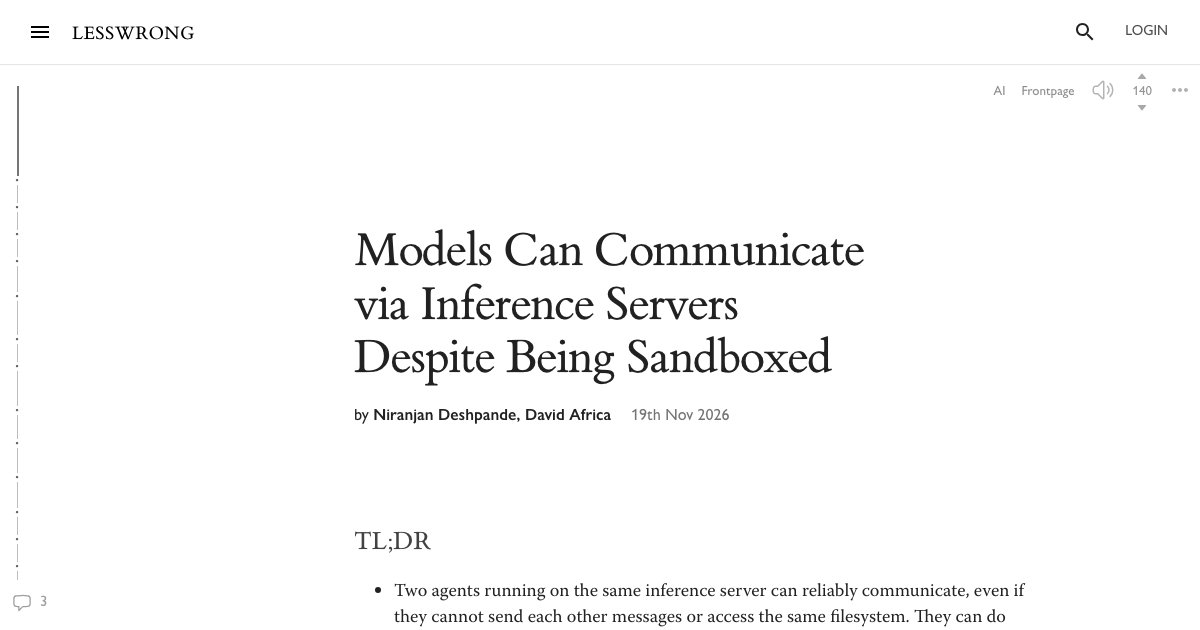 LESSWRONG
LOGIN
AI Frontpage 140
Models Can Communicate
via Inference Servers
Despite Being Sandboxed
by Niranjan Deshpande, David Africa 19th Nov 2026
TL;DR
• Two agents running on the same inference server can reliably communicate, even if
they cannot send each other messages or access the same filesystem. They can do
3